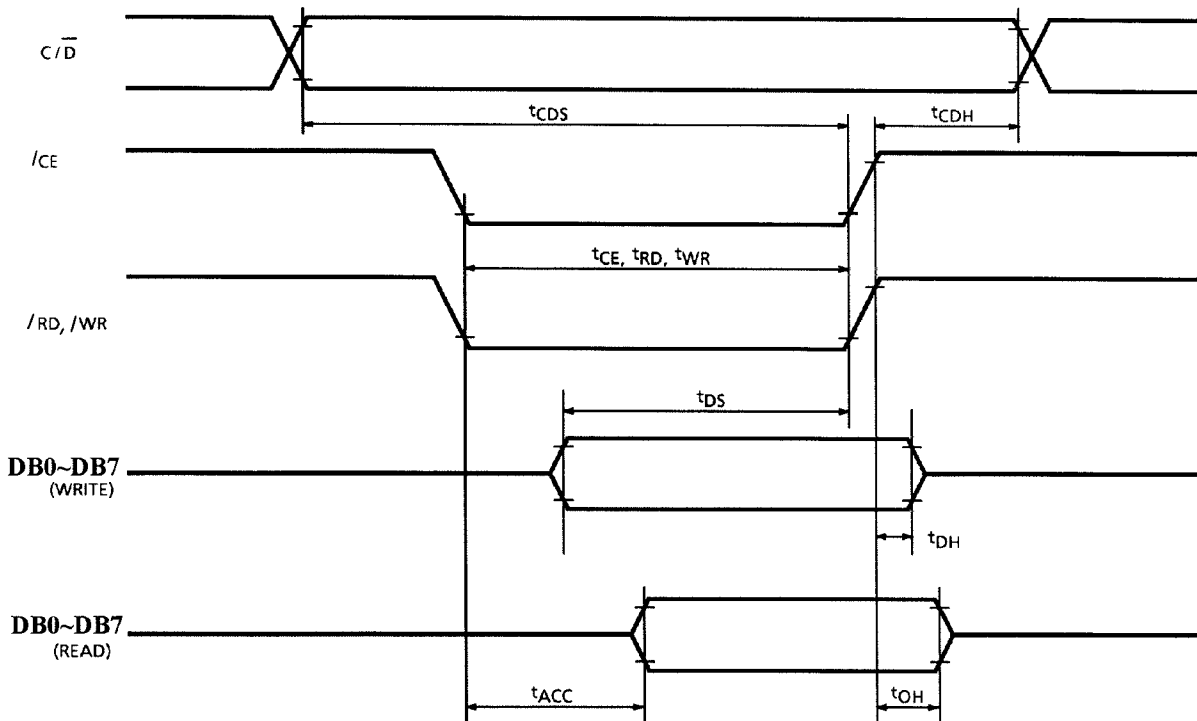 C/D̅
tCDS
tCDH
/CE
tCE, tRD, tWR
/RD, /WR
tDS
DB0~DB7
(WRITE)
tDH
DB0~DB7
(READ)
tACC
tOH